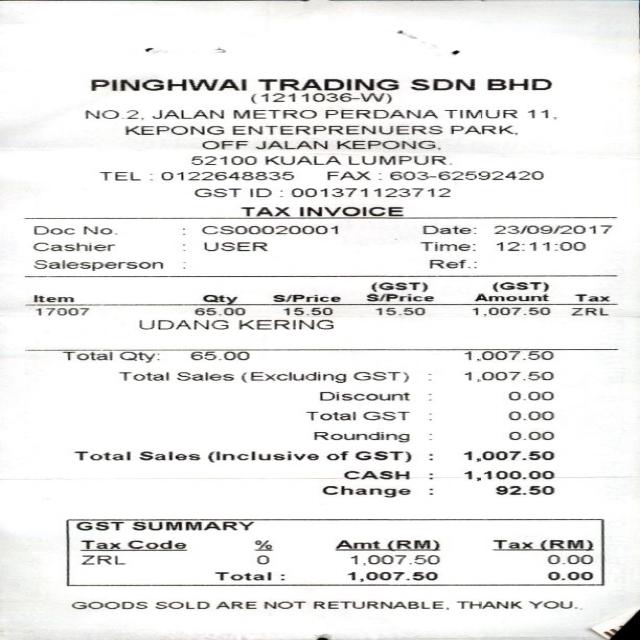 PINGHWAI TRADING SDN BHD
(1211036-W)
NO.2, JALAN METRO PERDANA TIMUR 11,
KEPONG ENTERPRENUERS PARK,
OFF JALAN KEPONG,
52100 KUALA LUMPUR.
TEL : 0122648835 FAX : 603-62592420
GST ID : 001371123712
TAX INVOICE
Doc No. : CS00020001 Date: 23/09/2017
Cashier : USER Time: 12:11:00
Salesperson : Ref.:
(GST) (GST)
Item Qty S/Price S/Price Amount Tax
17007 65.00 15.50 15.50 1,007.50 ZRL
UDANG KERING
Total Qty: 65.00 1,007.50
Total Sales (Excluding GST) : 1,007.50
Discount : 0.00
Total GST : 0.00
Rounding : 0.00
Total Sales (Inclusive of GST) : 1,007.50
CASH : 1,100.00
Change : 92.50
GST SUMMARY
Tax Code % Amt (RM) Tax (RM)
ZRL 0 1,007.50 0.00
Total : 1,007.50 0.00
GOODS SOLD ARE NOT RETURNABLE, THANK YOU.